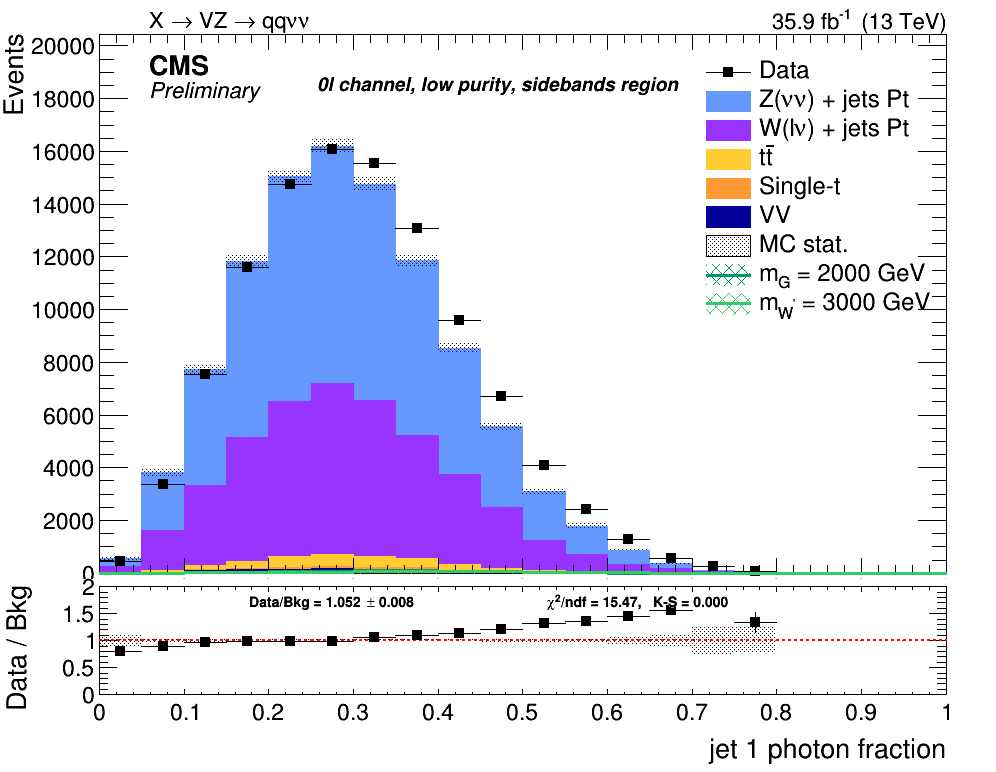 X → VZ → qqνν
35.9 fb⁻¹ (13 TeV)
Events
20000
18000
16000
14000
12000
10000
8000
6000
4000
2000
0
CMS
Preliminary
0l channel, low purity, sidebands region
Data
Z(νν) + jets Pt
W(lν) + jets Pt
tt̄
Single-t
VV
MC stat.
m_G = 2000 GeV
m_W' = 3000 GeV
Data / Bkg
2
1.5
1
0.5
0
Data/Bkg = 1.052 ± 0.008
χ²/ndf = 15.47, K-S = 0.000
0 0.1 0.2 0.3 0.4 0.5 0.6 0.7 0.8 0.9 1
jet 1 photon fraction